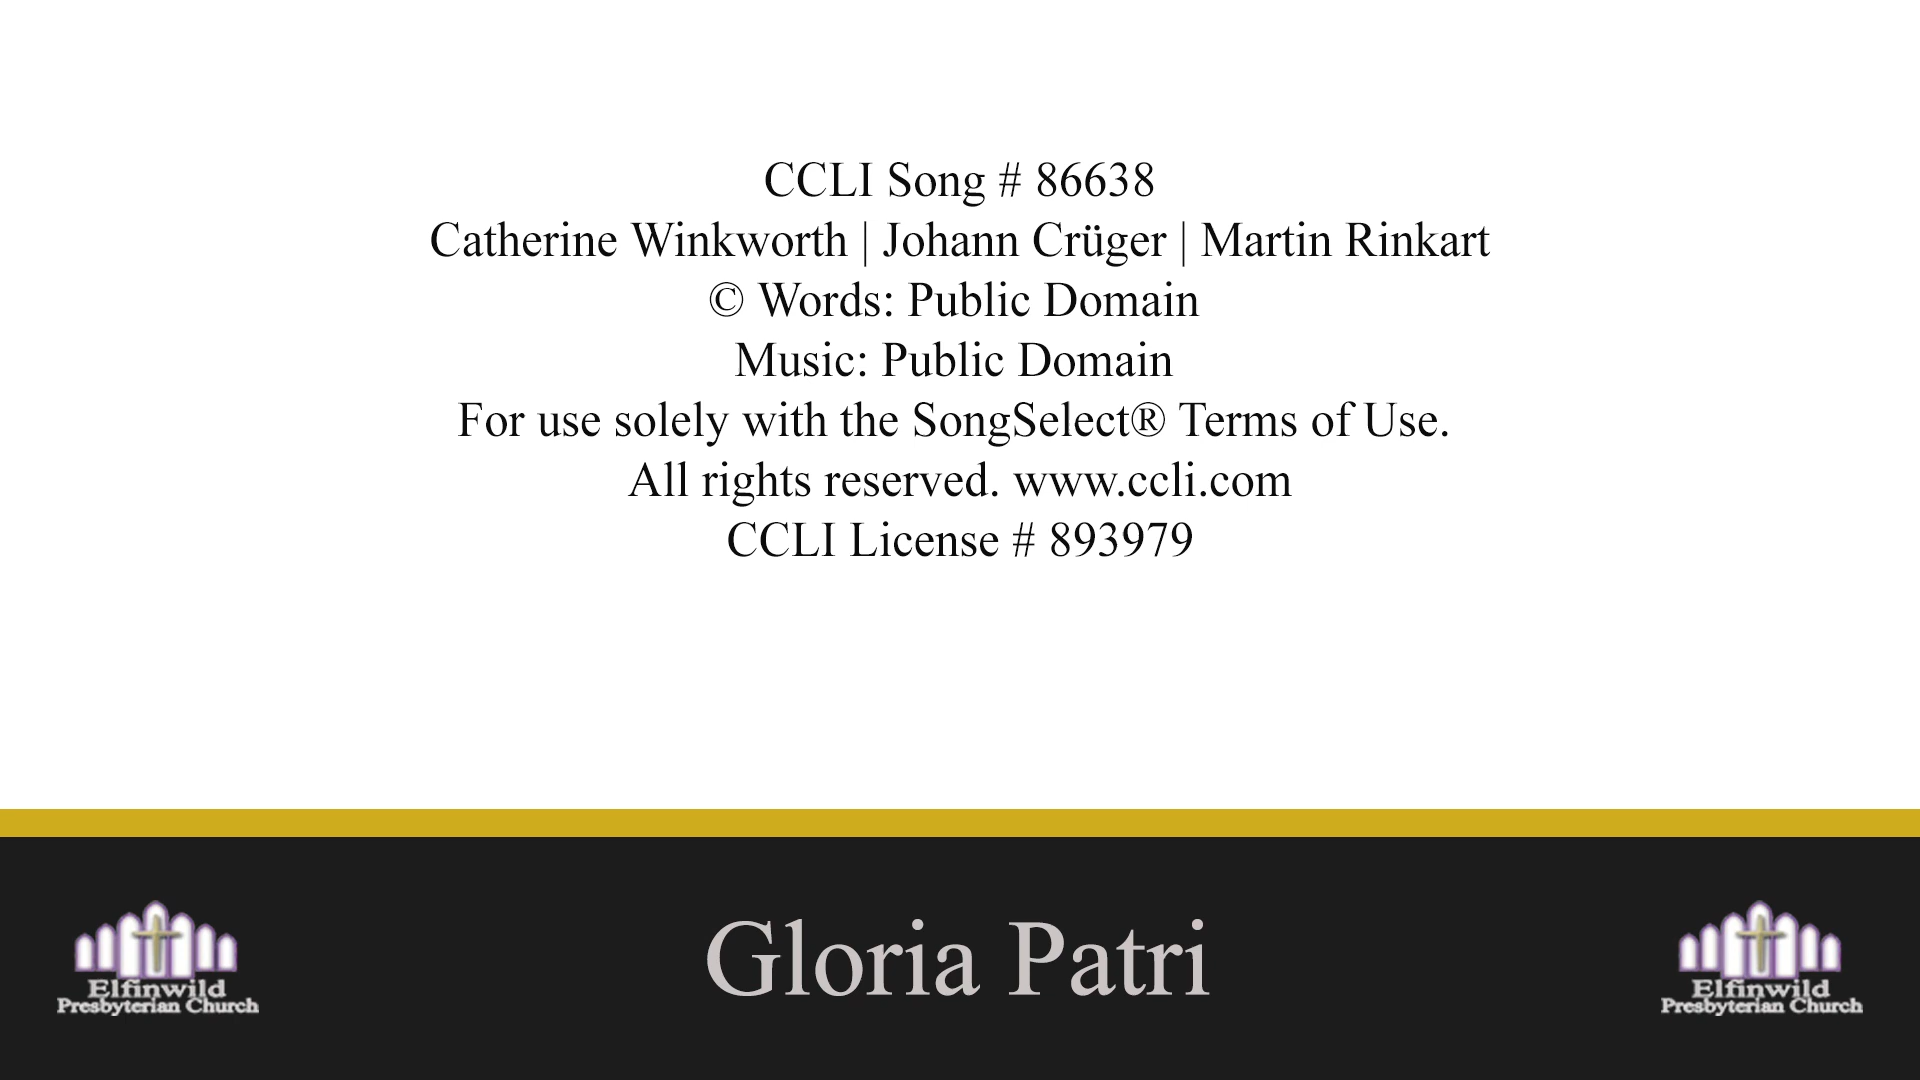 CCLI Song # 86638
Catherine Winkworth | Johann Crüger | Martin Rinkart
© Words: Public Domain
Music: Public Domain
For use solely with the SongSelect® Terms of Use.
All rights reserved. www.ccli.com
CCLI License # 893979
Elfinwild
Presbyterian Church
Gloria Patri
Elfinwild
Presbyterian Church